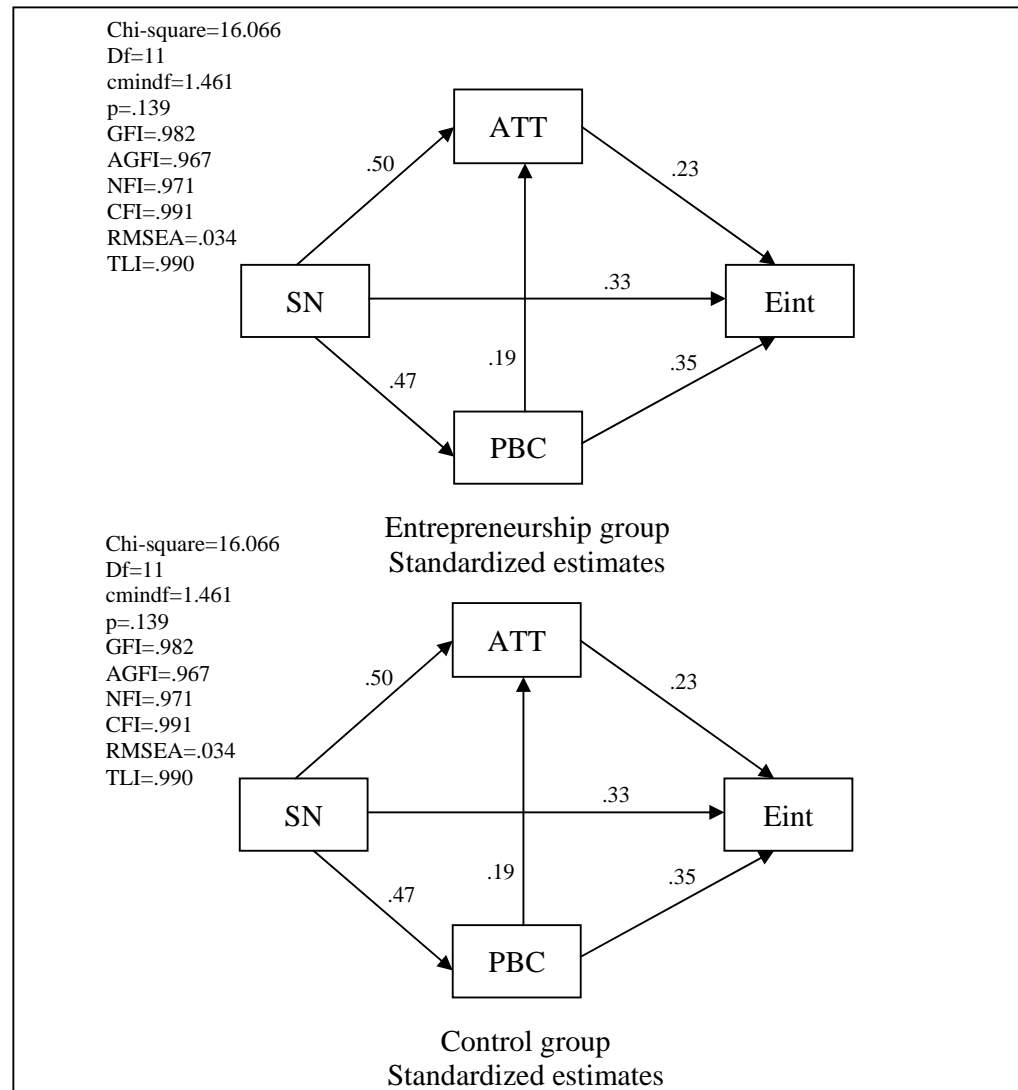 Chi-square=16.066
Df=11
cmindf=1.461
p=.139
GFI=.982
AGFI=.967
NFI=.971
CFI=.991
RMSEA=.034
TLI=.990
ATT
.50
.23
SN
.33
Eint
.19
.47
.35
PBC
Entrepreneurship group
Standardized estimates
Chi-square=16.066
Df=11
cmindf=1.461
p=.139
GFI=.982
AGFI=.967
NFI=.971
CFI=.991
RMSEA=.034
TLI=.990
ATT
.50
.23
SN
.33
Eint
.19
.47
.35
PBC
Control group
Standardized estimates